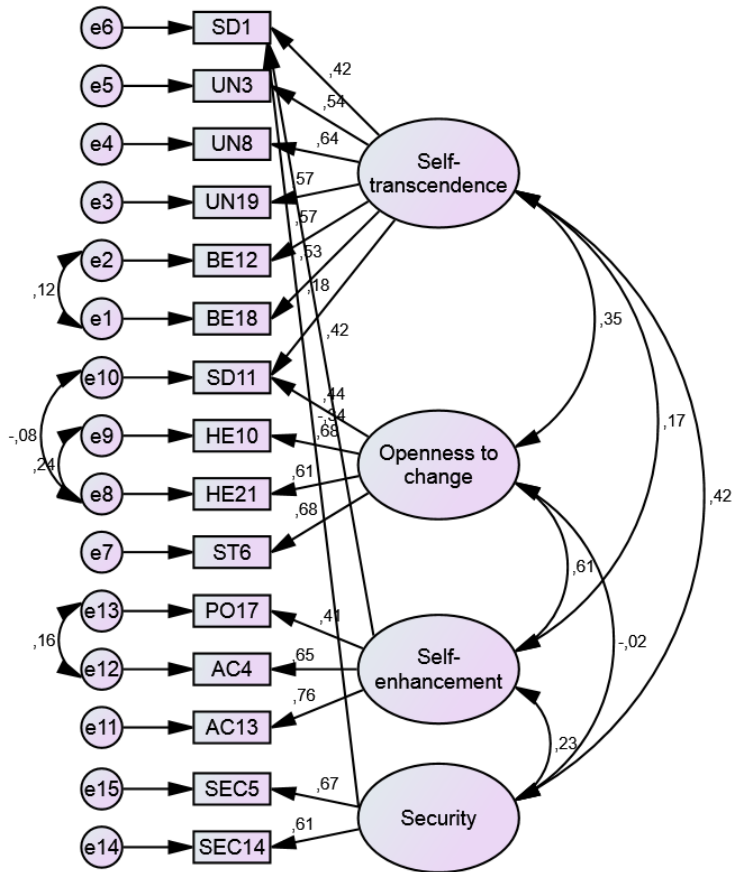 e6
SD1
,42
e5
UN3
,54
e4
UN8
,64
Self-
transcendence
e3
UN19
,57
,57
e2
BE12
,53
,12
,18
e1
BE18
,42
,35
e10
SD11
,44
-,34
-,08
e9
HE10
,68
Openness to
change
,17
,24
e8
HE21
,61
,42
e7
ST6
,68
,61
e13
PO17
,41
,16
-,02
e12
AC4
,65
Self-
enhancement
e11
AC13
,76
,23
e15
SEC5
,67
Security
e14
SEC14
,61